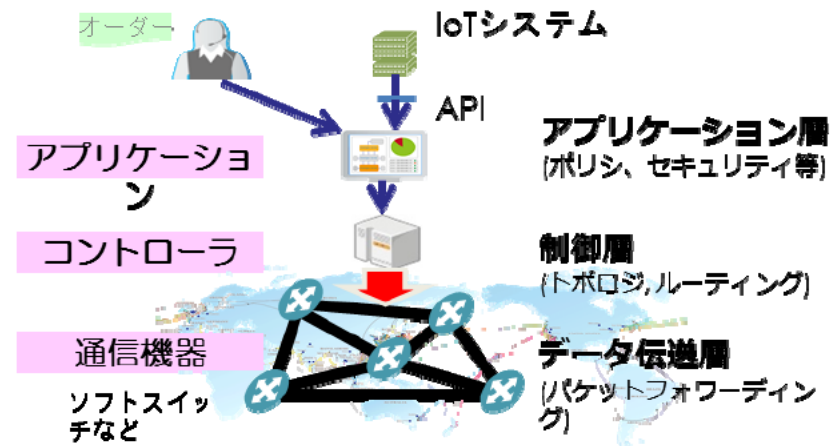 オーダー
IoTシステム
API
アプリケーショ
ン
アプリケーション層
(ポリシ、セキュリティ等)
コントローラ
制御層
(トポロジ,ルーティング)
通信機器
データ伝送層
(パケットフォワーディン
グ)
ソフトスイッ
チなど